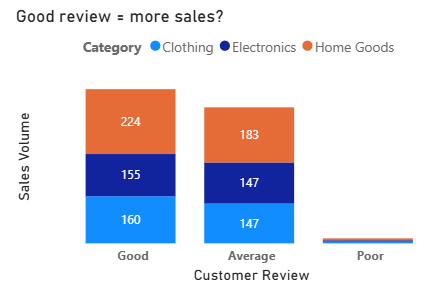 Good review = more sales?
Category Clothing Electronics Home Goods
Sales Volume
224 183
155 147
160 147
Good Average Poor
Customer Review